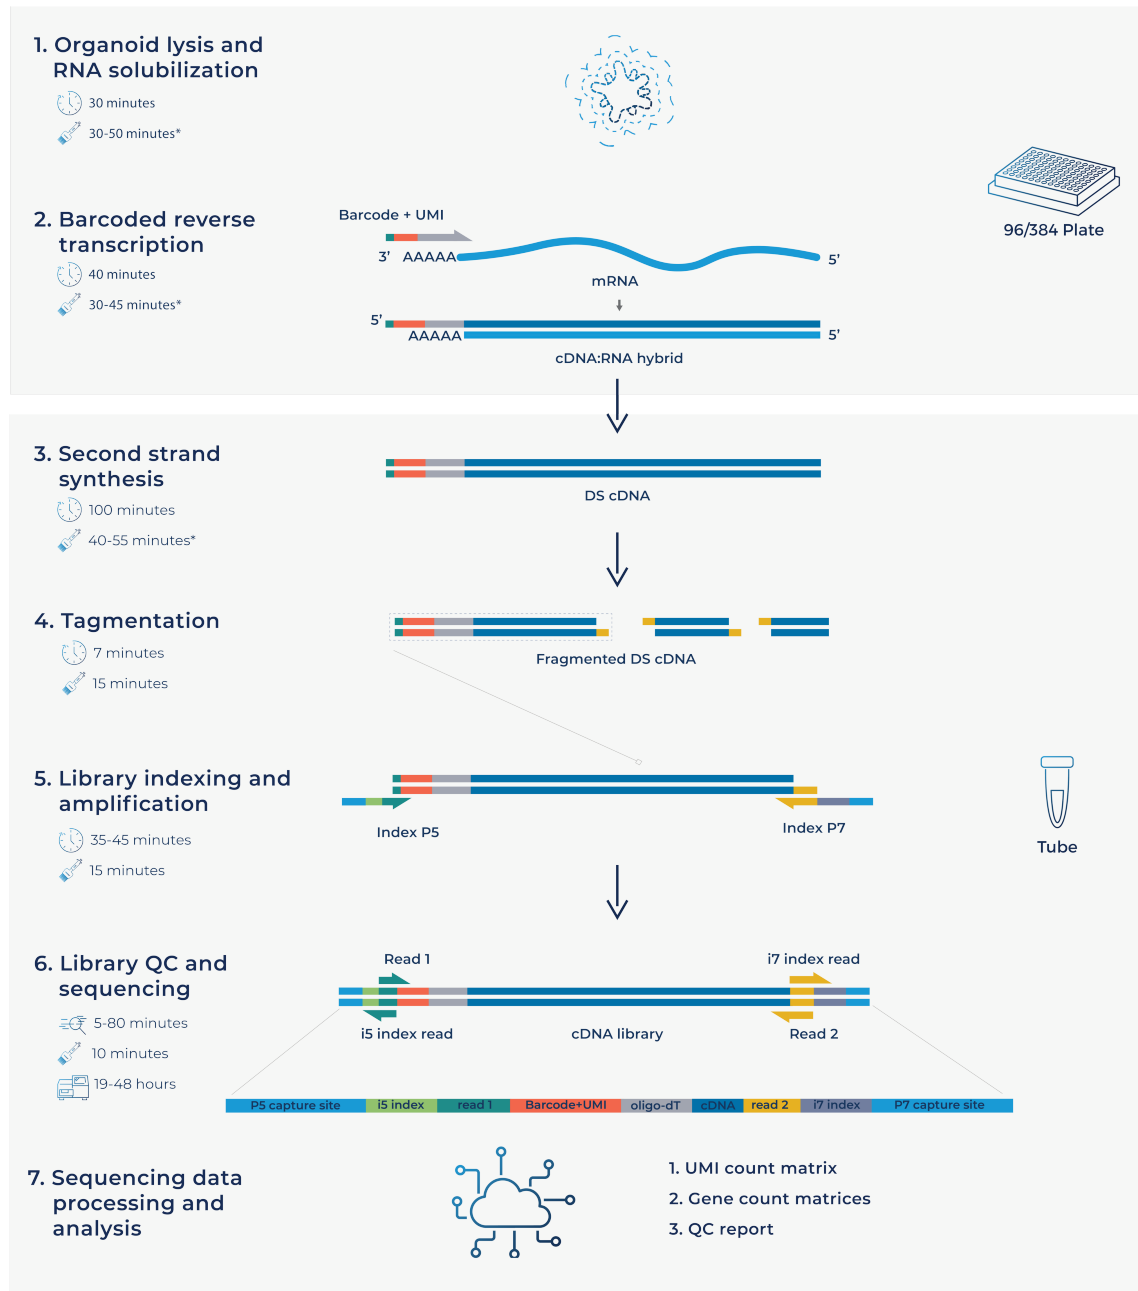 1. Organoid lysis and
RNA solubilization
30 minutes
30-50 minutes*
96/384 Plate
2. Barcoded reverse
transcription
40 minutes
30-45 minutes*
Barcode + UMI
3’ AAAAA
5’
mRNA
5’
AAAAA
5’
cDNA:RNA hybrid
3. Second strand
synthesis
100 minutes
40-55 minutes*
DS cDNA
4. Tagmentation
7 minutes
15 minutes
Fragmented DS cDNA
5. Library indexing and
amplification
35-45 minutes
15 minutes
Index P5
Index P7
Tube
6. Library QC and
sequencing
5-80 minutes
10 minutes
19-48 hours
Read 1
i7 index read
i5 index read
cDNA library
Read 2
P5 capture site i5 index read 1 Barcode+UMI oligo-dT cDNA read 2 i7 index P7 capture site
7. Sequencing data
processing and
analysis
1. UMI count matrix
2. Gene count matrices
3. QC report